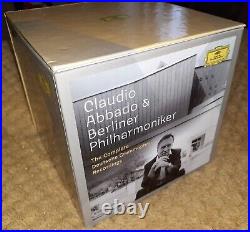 Claudio
Abbado &
Berliner
Philharmoniker
The Complete
Deutsche Grammophon
Recordings